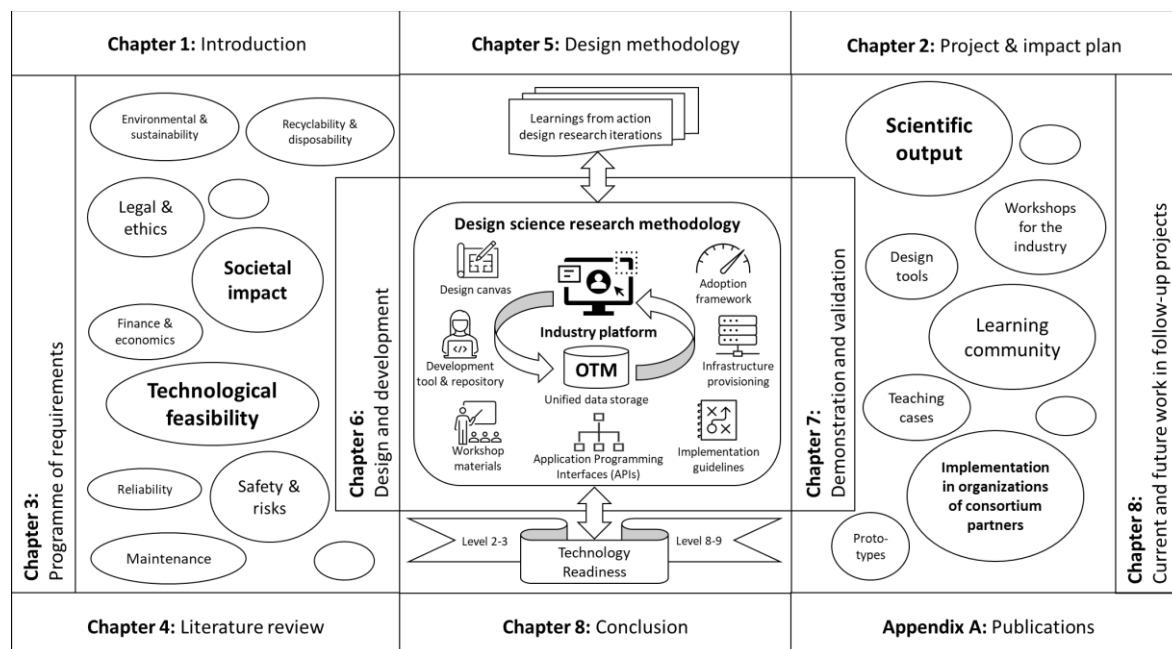 Chapter 1: Introduction
Chapter 5: Design methodology
Chapter 2: Project & impact plan
Chapter 3:
Programme of requirements
Environmental &
sustainability
Recyclability &
disposability
Legal &
ethics
Societal
impact
Finance &
economics
Technological
feasibility
Reliability
Safety &
risks
Maintenance
Learnings from action
design research iterations
Chapter 6:
Design and development
Design science research methodology
Design canvas
Adoption
framework
Industry platform
Development
tool & repository
OTM
Infrastructure
provisioning
Unified data storage
Workshop
materials
Application Programming
Interfaces (APIs)
Implementation
guidelines
Chapter 7:
Demonstration and validation
Level 2-3
Technology
Readiness
Level 8-9
Scientific
output
Workshops
for the
industry
Design
tools
Learning
community
Teaching
cases
Implementation
in organizations
of consortium
partners
Proto-
types
Chapter 8:
Current and future work in follow-up projects
Chapter 4: Literature review
Chapter 8: Conclusion
Appendix A: Publications